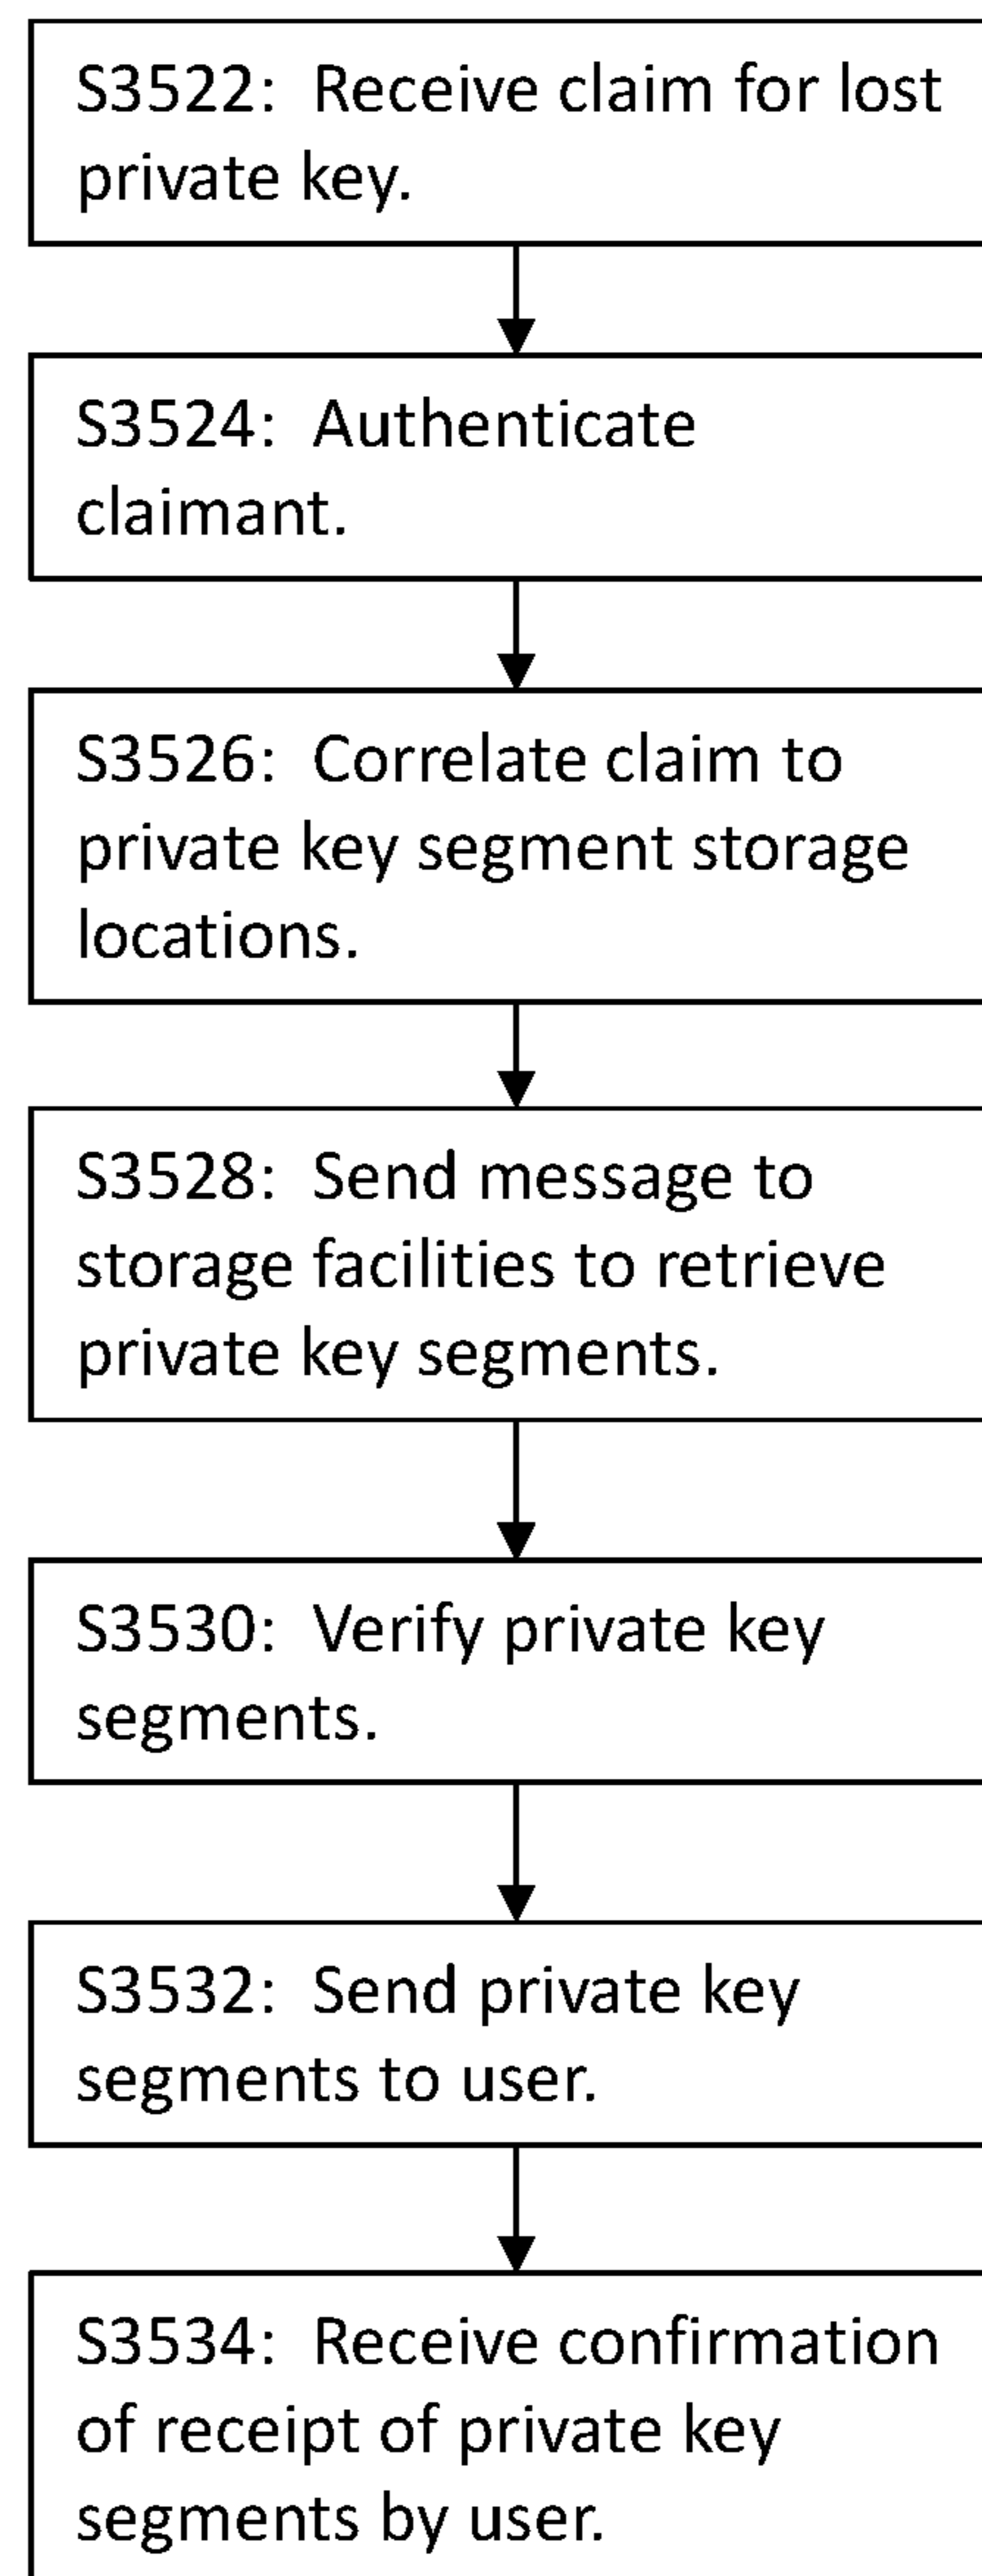 S3522: Receive claim for lost
private key.
S3524: Authenticate
claimant.
S3526: Correlate claim to
private key segment storage
locations.
S3528: Send message to
storage facilities to retrieve
private key segments.
S3530: Verify private key
segments.
S3532: Send private key
segments to user.
S3534: Receive confirmation
of receipt of private key
segments by user.